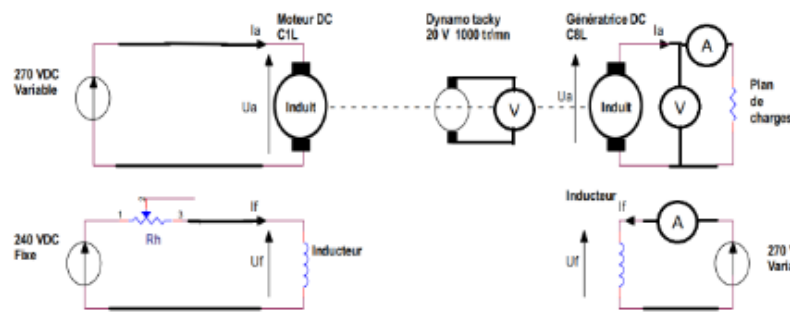 Moteur DC
C1L
Ia
270 VDC
Variable
Ua
Induit
Dynamo tacky
20 V 1000 tr/mn
V
Génératrice DC
C8L
Ia
A
Ua
Induit
V
Plan
de
charges
1
3
Rh
If
240 VDC
Fixe
Uf
Inducteur
Inducteur
If
A
Uf
270 V
Varia